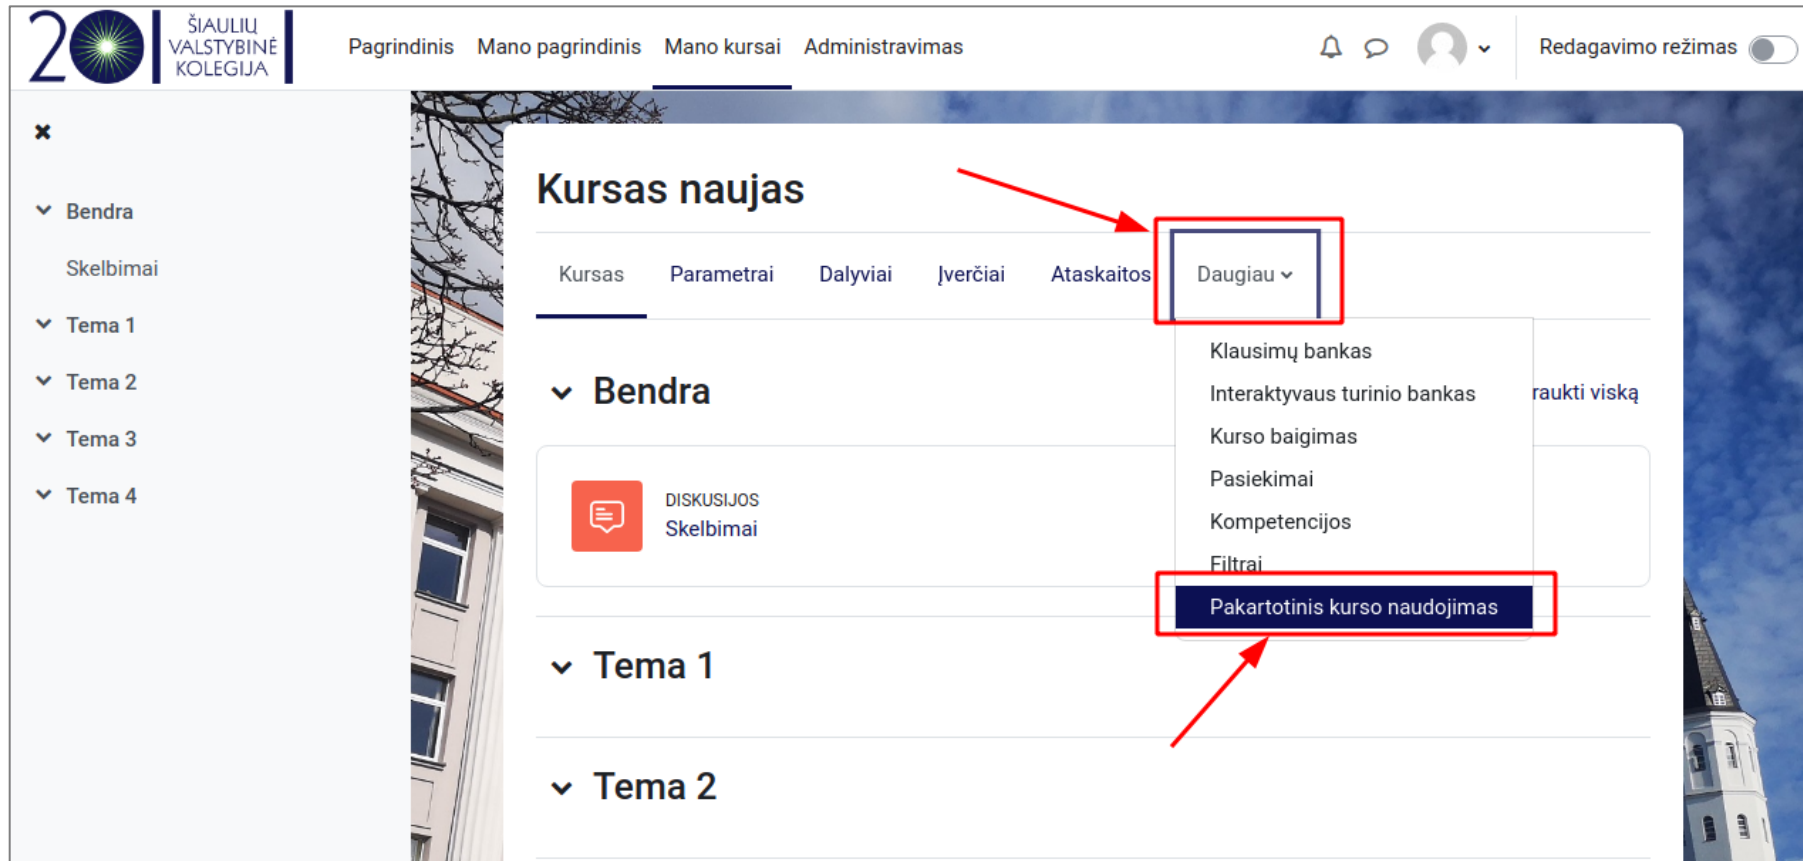 20
ŠIAULIŲ
VALSTYBINĖ
KOLEGIJA
Pagrindinis Mano pagrindinis Mano kursai Administravimas
Redagavimo režimas
Bendra
Skelbimai
Tema 1
Tema 2
Tema 3
Tema 4
Kursas naujas
Kursas Parametrai Dalyviai Įverčiai Ataskaitos Daugiau
Klausimų bankas
Interaktyvaus turinio bankas
Kurso baigimas
Pasiekimai
Kompetencijos
Filtrai
Pakartotinis kurso naudojimas
Bendra
raukti viską
DISKUSIJOS
Skelbimai
Tema 1
Tema 2